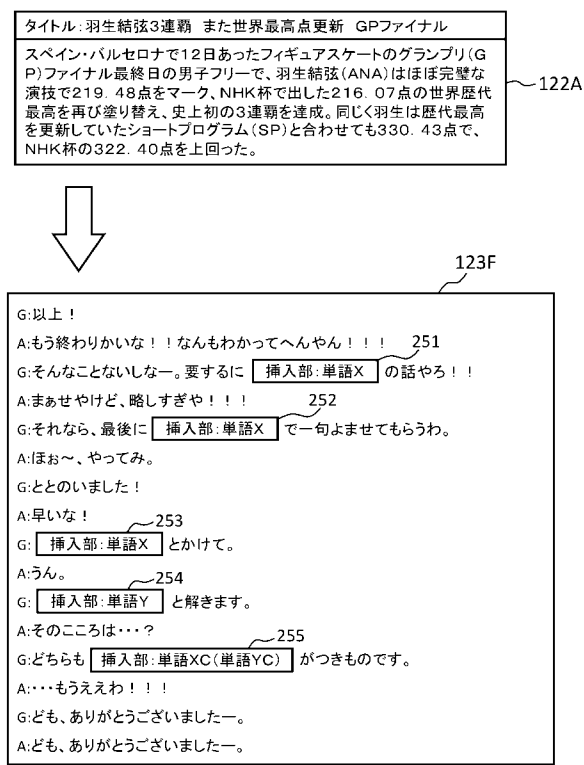 タイトル:羽生結弦3連覇 また世界最高点更新 GPファイナル
スペイン・バルセロナで12日あったフィギュアスケートのグランプリ(G
P)ファイナル最終日の男子フリーで、羽生結弦(ANA)はほぼ完璧な
演技で219. 48点をマーク、NHK杯で出した216. 07点の世界歴代
最高を再び塗り替え、史上初の3連覇を達成。同じく羽生は歴代最高
を更新していたショートプログラム(SP)と合わせても330. 43点で、
NHK杯の322. 40点を上回った。
122A
123F
G:以上!
A:もう終わりかいな!!なんもわかってへんやん!!!
251
G:そんなことないしなー。要するに 挿入部:単語X の話やろ!!
A:まぁせやけど、略しすぎや!!!
252
G:それなら、最後に 挿入部:単語X で一句よませてもらうわ。
A:ほぉ~、やってみ。
G:ととのいました!
A:早いな!
253
G: 挿入部:単語X とかけて。
A:うん。
254
G: 挿入部:単語Y と解きます。
A:そのこころは・・・?
255
G:どちらも 挿入部:単語XC(単語YC) がつきものです。
A:・・・もうええわ!!!
G:ども、ありがとうございましたー。
A:ども、ありがとうございましたー。